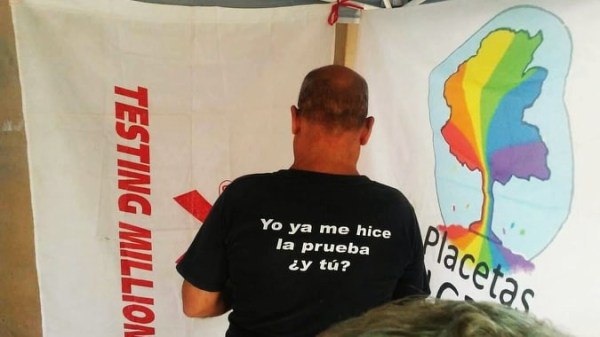 TESTING MILLION
®
Yo ya me hice
la prueba
¿y tú?
Placetas